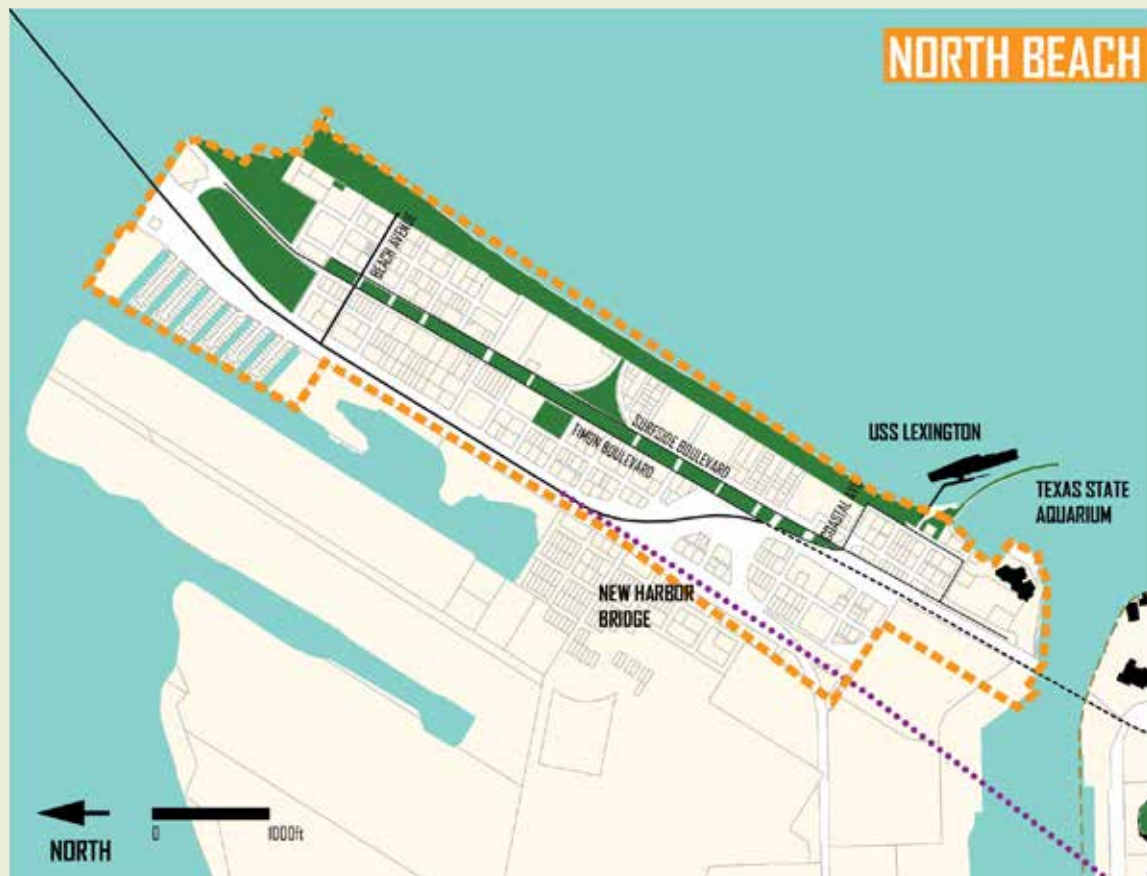 NORTH BEACH
BEACH AVENUE
USS LEXINGTON
SURFSIDE BOULEVARD
TIMON BOULEVARD
TEXAS STATE
AQUARIUM
COASTAL AVE
NEW HARBOR
BRIDGE
0
1000ft
NORTH